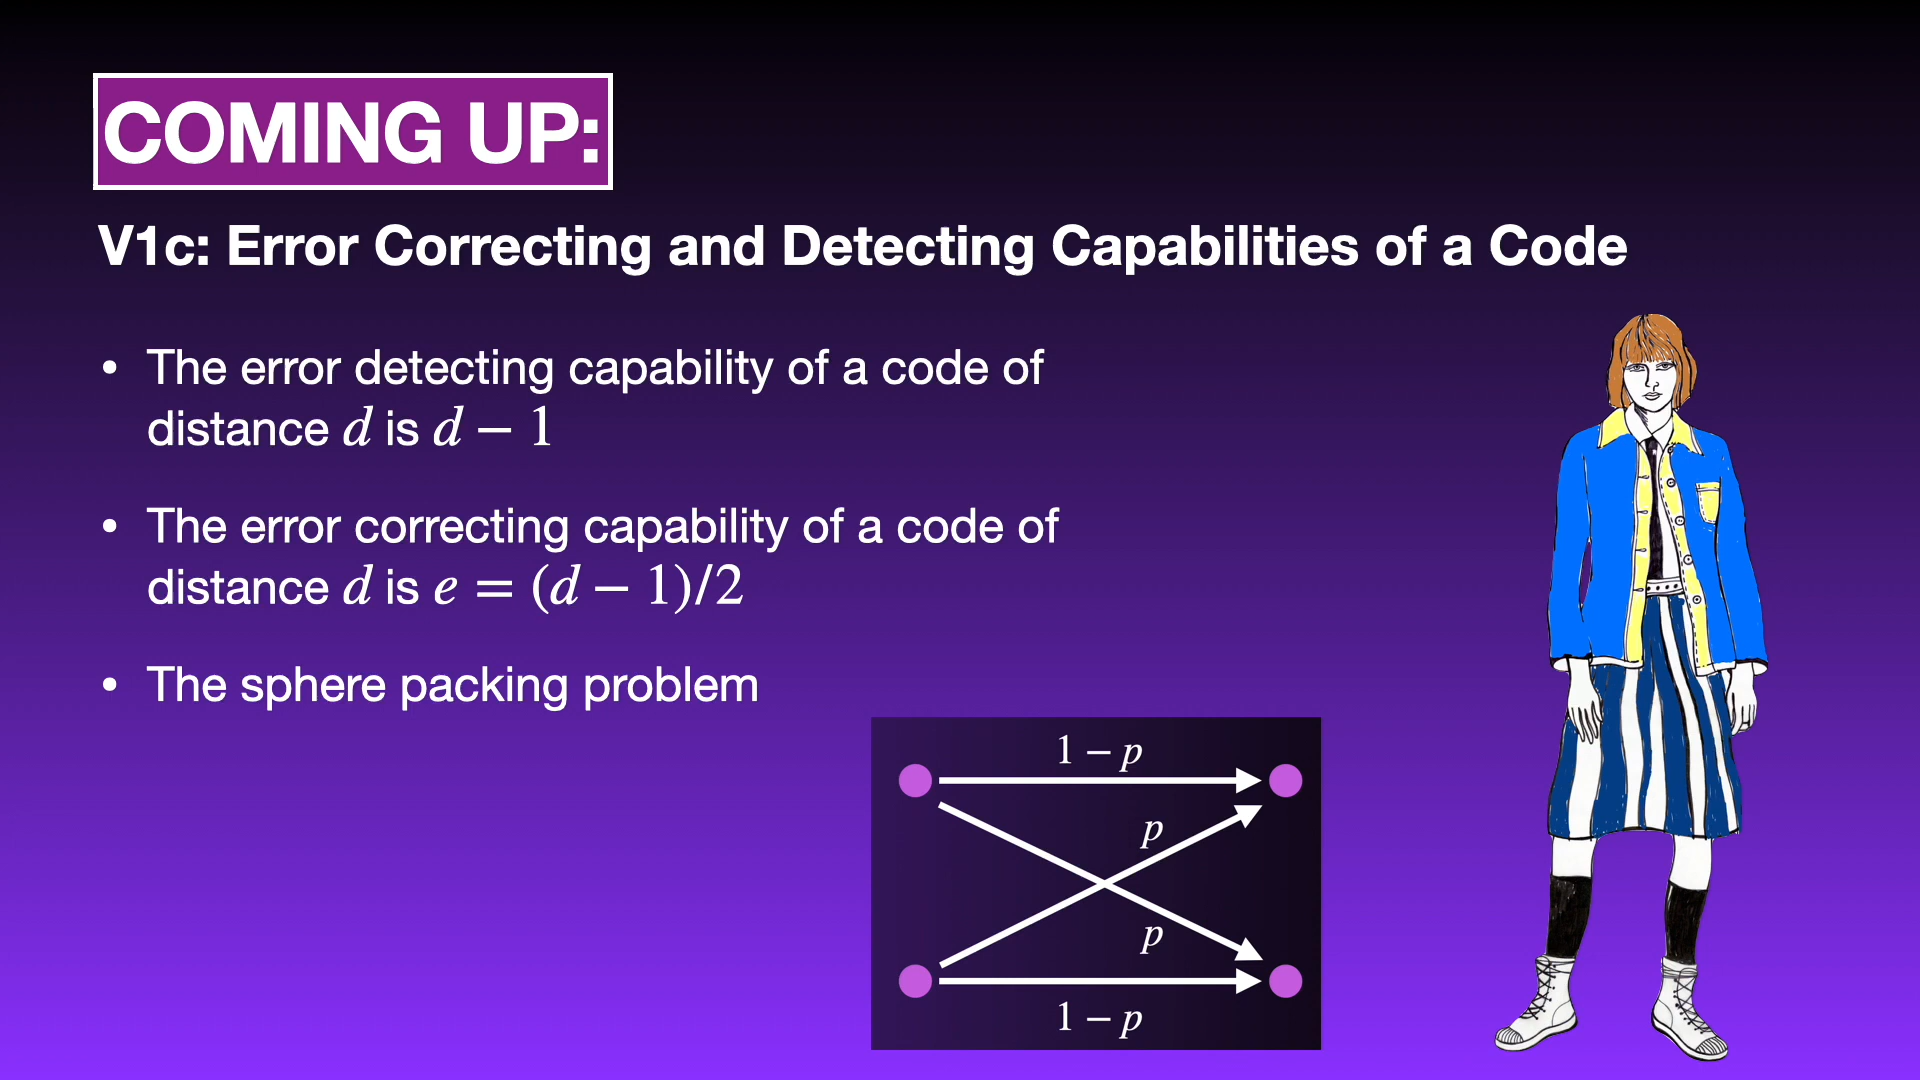 COMING UP:
V1c: Error Correcting and Detecting Capabilities of a Code
• The error detecting capability of a code of
distance d is d − 1
• The error correcting capability of a code of
distance d is e = (d − 1)/2
• The sphere packing problem
1 − p
p
p
1 − p